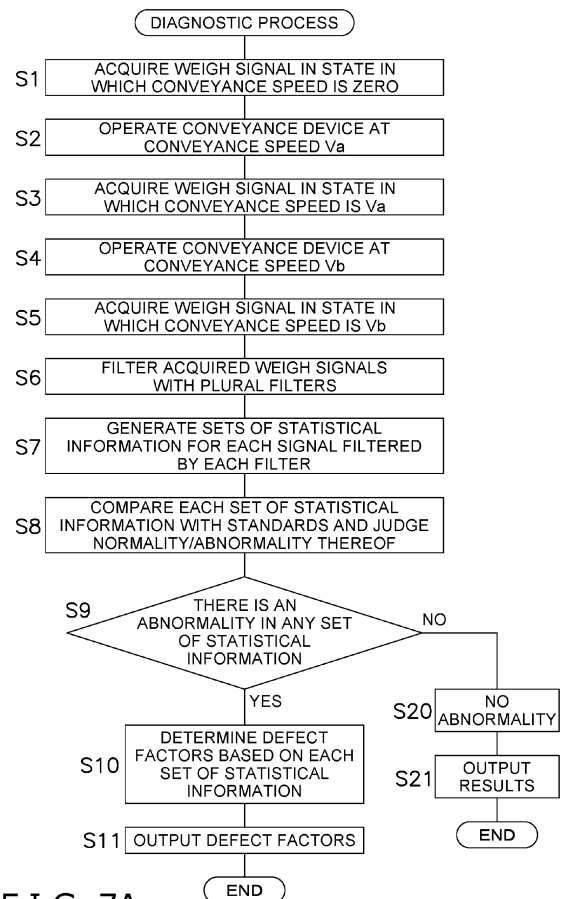 DIAGNOSTIC PROCESS
S1
ACQUIRE WEIGH SIGNAL IN STATE IN
WHICH CONVEYANCE SPEED IS ZERO
S2
OPERATE CONVEYANCE DEVICE AT
CONVEYANCE SPEED Va
S3
ACQUIRE WEIGH SIGNAL IN STATE IN
WHICH CONVEYANCE SPEED IS Va
S4
OPERATE CONVEYANCE DEVICE AT
CONVEYANCE SPEED Vb
S5
ACQUIRE WEIGH SIGNAL IN STATE IN
WHICH CONVEYANCE SPEED IS Vb
S6
FILTER ACQUIRED WEIGH SIGNALS
WITH PLURAL FILTERS
S7
GENERATE SETS OF STATISTICAL
INFORMATION FOR EACH SIGNAL FILTERED
BY EACH FILTER
S8
COMPARE EACH SET OF STATISTICAL
INFORMATION WITH STANDARDS AND JUDGE
NORMALITY/ABNORMALITY THEREOF
S9
THERE IS AN
ABNORMALITY IN ANY SET
OF STATISTICAL
INFORMATION
NO
YES
S20
NO
ABNORMALITY
S10
DETERMINE DEFECT
FACTORS BASED ON EACH
SET OF STATISTICAL
INFORMATION
S21
OUTPUT
RESULTS
S11
OUTPUT DEFECT FACTORS
END
END
F I G. 7A